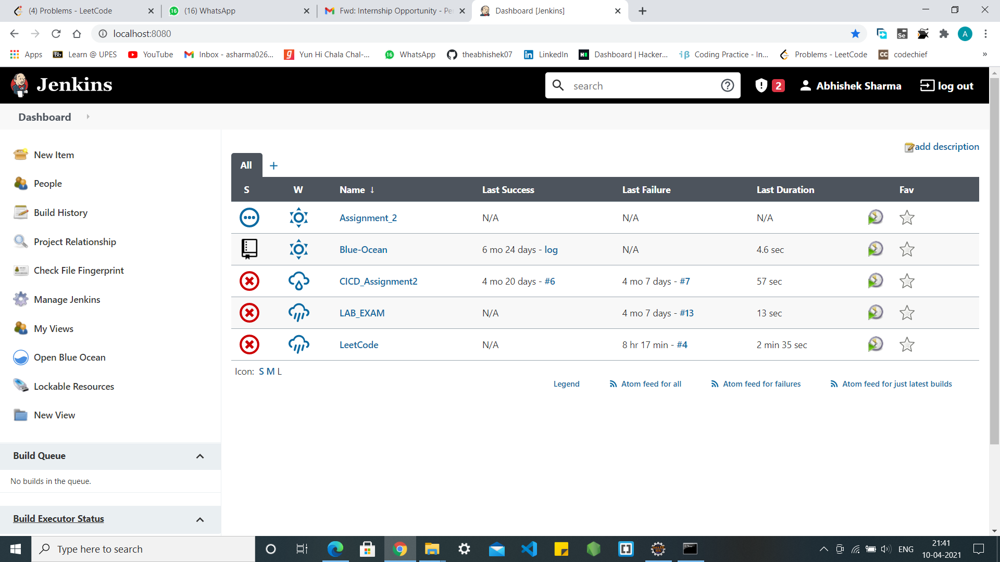 (4) Problems - LeetCode
16 (16) WhatsApp
Fwd: Internship Opportunity - Pe
Dashboard [Jenkins]
localhost:8080
Se
A
Apps
Bb Learn @ UPES
YouTube
Inbox - asharma026...
Yun Hi Chala Chal-...
16 WhatsApp
theabhishek07
LinkedIn
Dashboard | Hacker...
Coding Practice - In...
Problems - LeetCode
CC codechief
»
Jenkins
search
2
Abhishek Sharma
log out
Dashboard
New Item
People
Build History
Project Relationship
Check File Fingerprint
Manage Jenkins
My Views
Open Blue Ocean
Lockable Resources
New View
Build Queue
No builds in the queue.
Build Executor Status
add description
All +
S W Name ↓ Last Success Last Failure Last Duration Fav
Assignment_2 N/A N/A N/A
Blue-Ocean 6 mo 24 days - log N/A 4.6 sec
CICD_Assignment2 4 mo 20 days - #6 4 mo 7 days - #7 57 sec
LAB_EXAM N/A 4 mo 7 days - #13 13 sec
LeetCode N/A 8 hr 17 min - #4 2 min 35 sec
Icon: S M L
Legend Atom feed for all Atom feed for failures Atom feed for just latest builds
Type here to search
ENG
21:41
10-04-2021